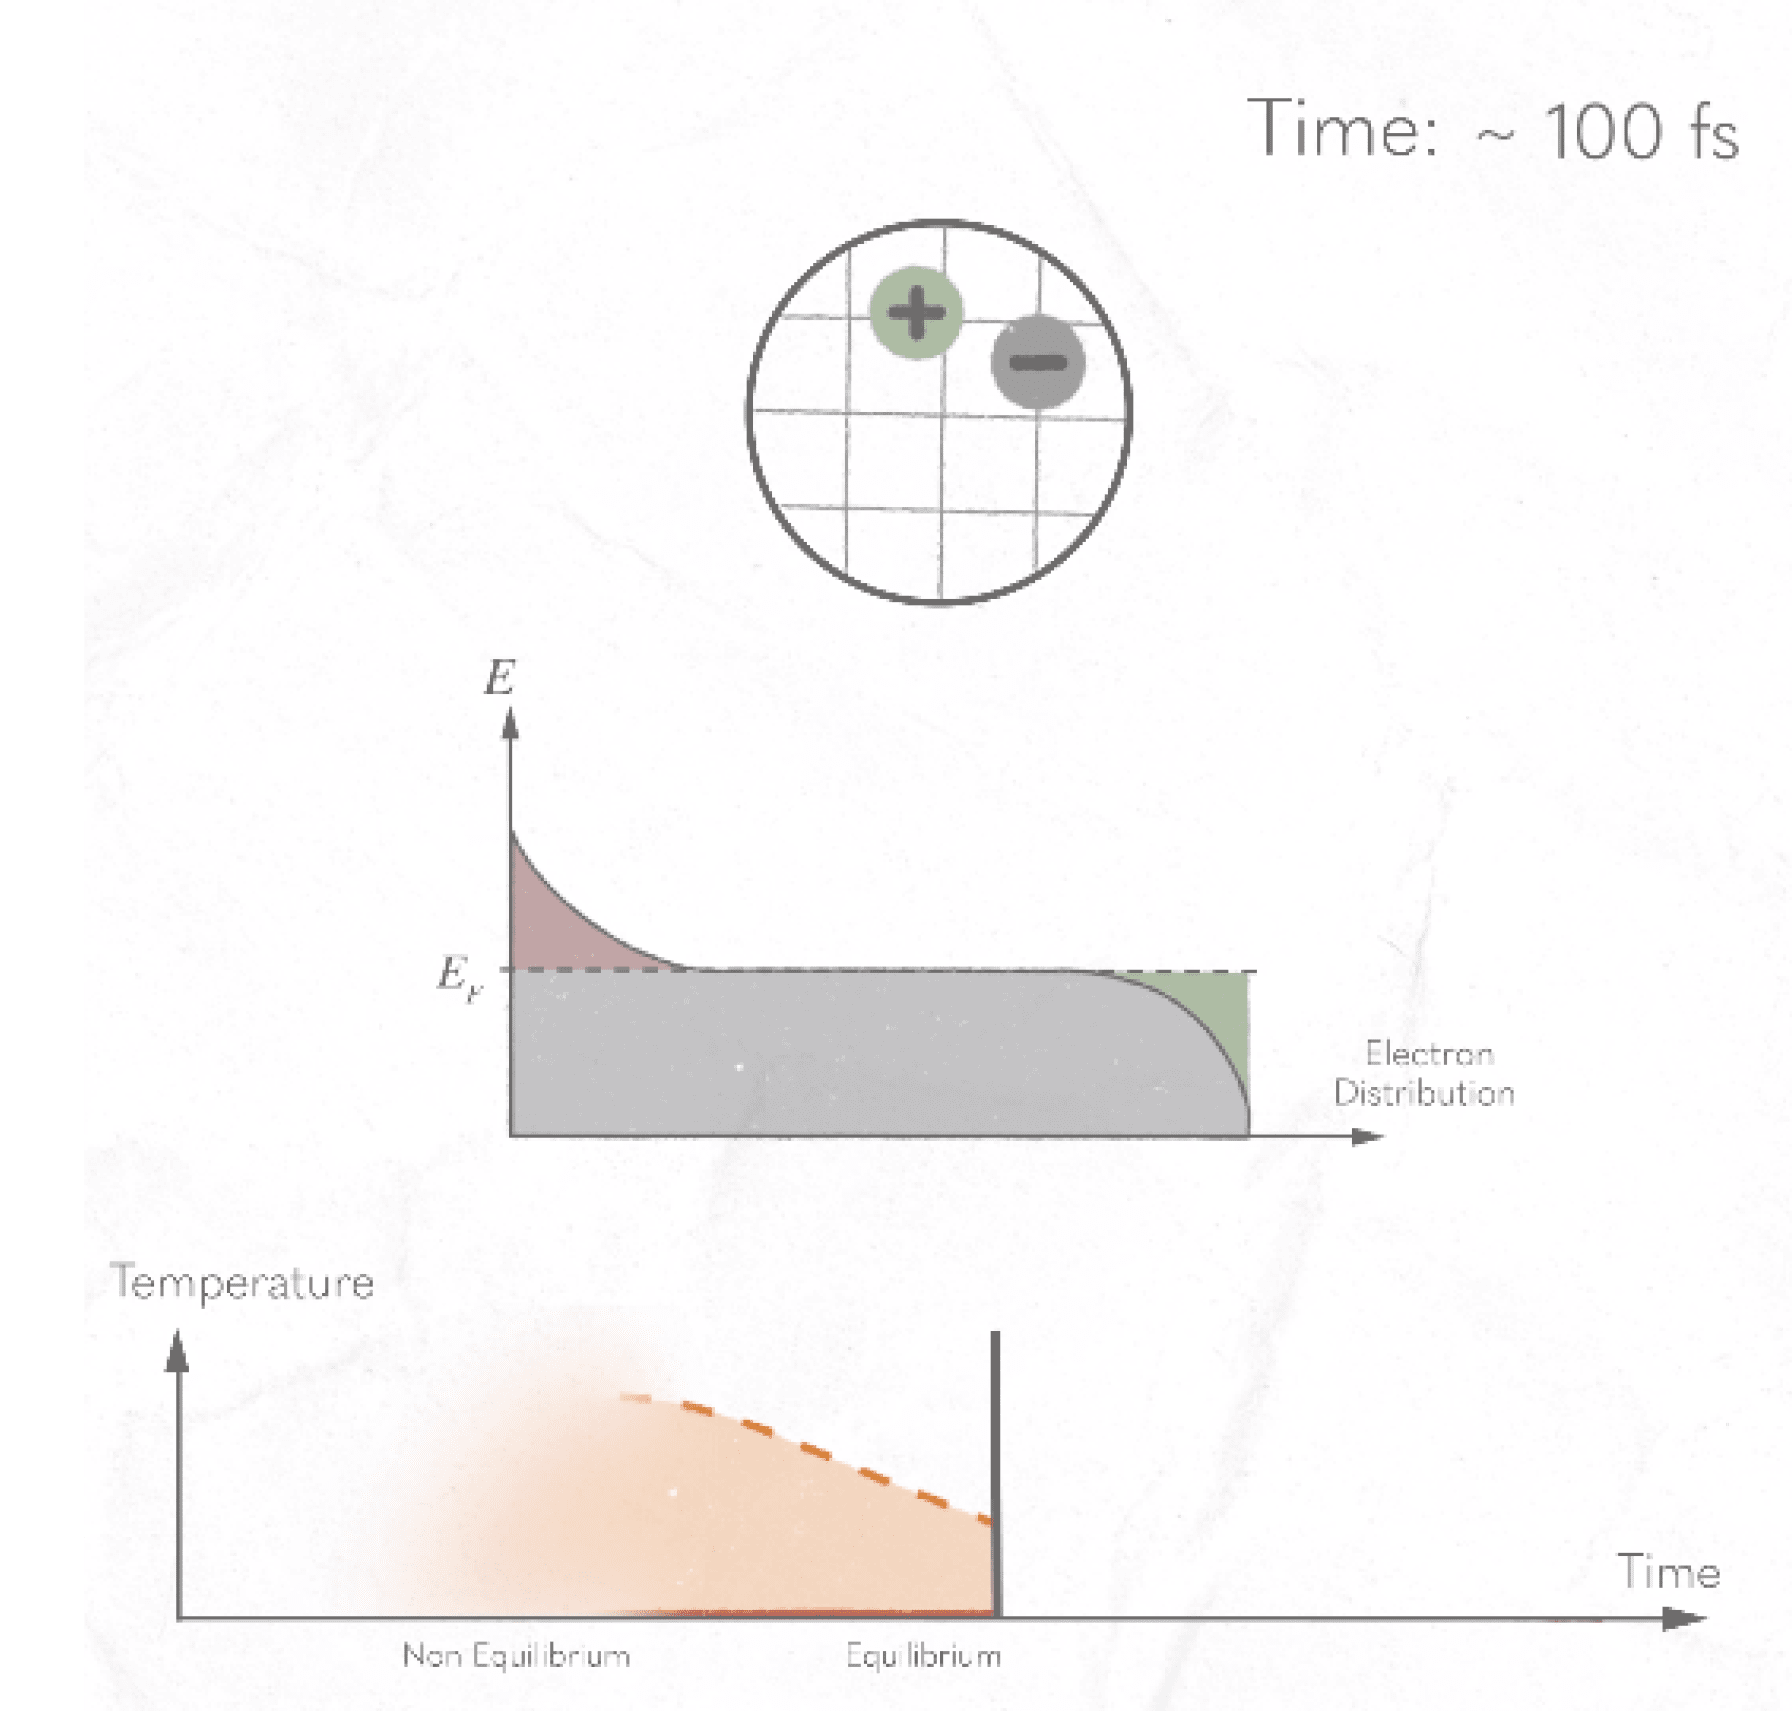 Time: ~ 100 fs
+
−
E
E_F
Electron
Distribution
Temperature
Time
Non Equilibrium
Equilibrium